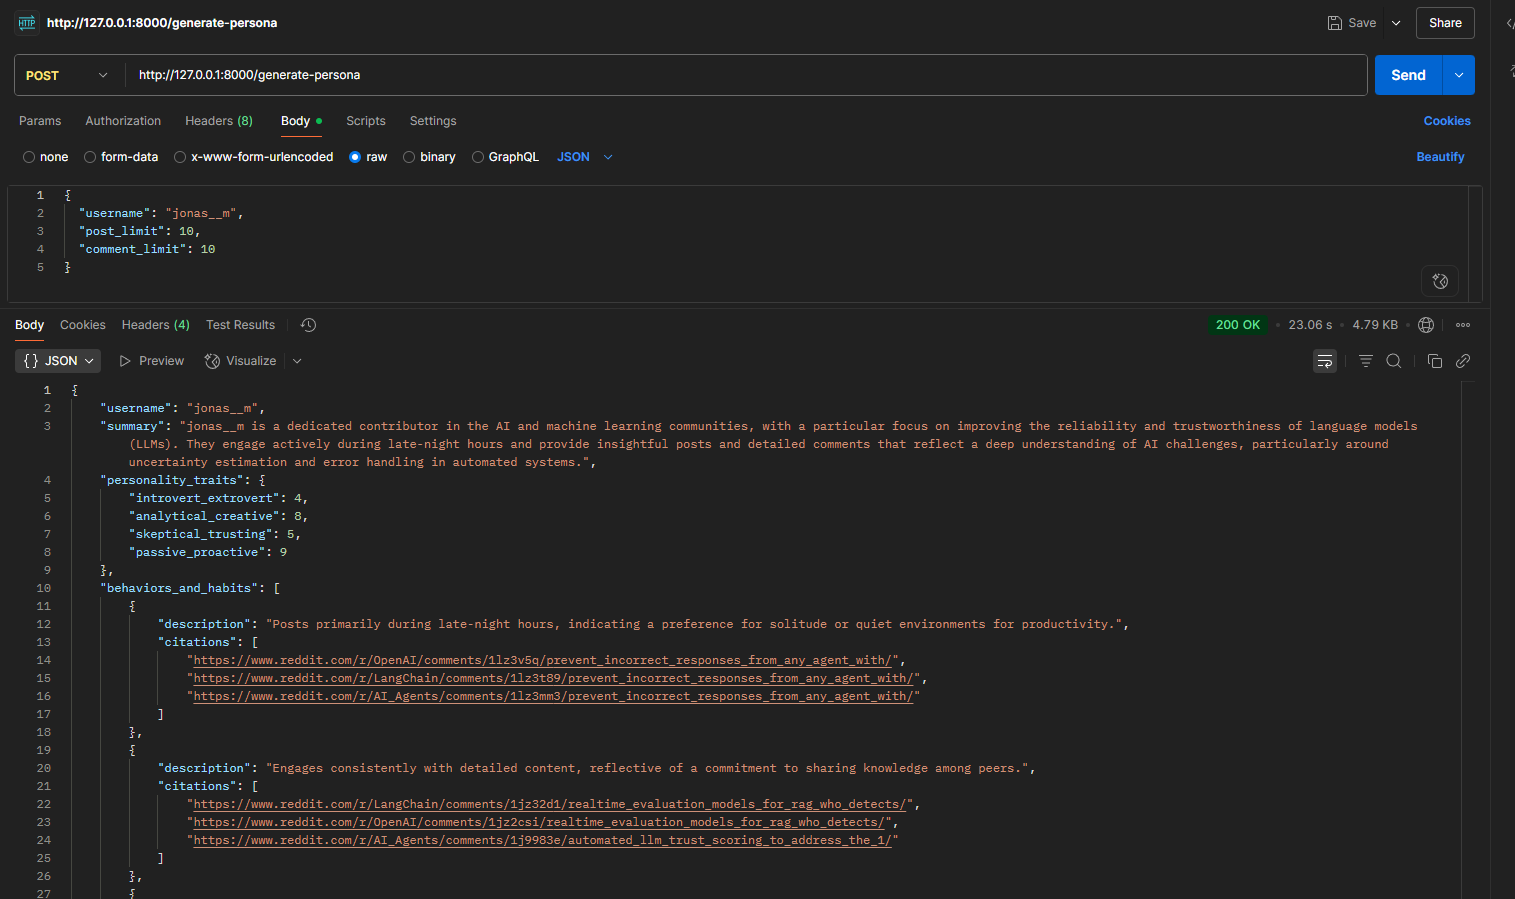 HTTP http://127.0.0.1:8000/generate-persona Save Share
POST http://127.0.0.1:8000/generate-persona Send
Params Authorization Headers (8) Body Scripts Settings Cookies
none form-data x-www-form-urlencoded raw binary GraphQL JSON Beautify
1 {
2 "username": "jonas__m",
3 "post_limit": 10,
4 "comment_limit": 10
5 }
Body Cookies Headers (4) Test Results 200 OK • 23.06 s • 4.79 KB •
{} JSON Preview Visualize
1 {
2 "username": "jonas__m",
3 "summary": "jonas__m is a dedicated contributor in the AI and machine learning communities, with a particular focus on improving the reliability and trustworthiness of language models
(LLMs). They engage actively during late-night hours and provide insightful posts and detailed comments that reflect a deep understanding of AI challenges, particularly around
uncertainty estimation and error handling in automated systems.",
4 "personality_traits": {
5 "introvert_extrovert": 4,
6 "analytical_creative": 8,
7 "skeptical_trusting": 5,
8 "passive_proactive": 9
9 },
10 "behaviors_and_habits": [
11 {
12 "description": "Posts primarily during late-night hours, indicating a preference for solitude or quiet environments for productivity.",
13 "citations": [
14 "https://www.reddit.com/r/OpenAI/comments/1lz3v5q/prevent_incorrect_responses_from_any_agent_with/",
15 "https://www.reddit.com/r/LangChain/comments/1lz3t89/prevent_incorrect_responses_from_any_agent_with/",
16 "https://www.reddit.com/r/AI_Agents/comments/1lz3mm3/prevent_incorrect_responses_from_any_agent_with/"
17 ]
18 },
19 {
20 "description": "Engages consistently with detailed content, reflective of a commitment to sharing knowledge among peers.",
21 "citations": [
22 "https://www.reddit.com/r/LangChain/comments/1jz32d1/realtime_evaluation_models_for_rag_who_detects/",
23 "https://www.reddit.com/r/OpenAI/comments/1jz2csi/realtime_evaluation_models_for_rag_who_detects/",
24 "https://www.reddit.com/r/AI_Agents/comments/1j9983e/automated_llm_trust_scoring_to_address_the_1/"
25 ]
26 },
27 {